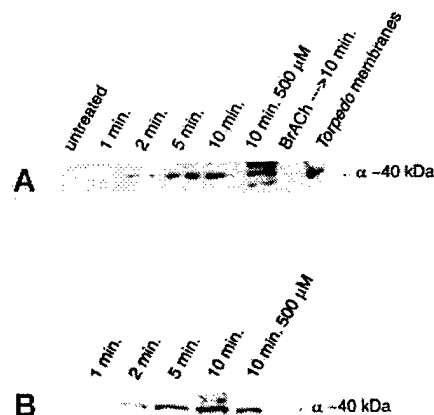 untreated
1 min.
2 min.
5 min.
10 min.
10 min. 500 µM
BrACh ---> 10 min.
Torpedo membranes
A
α ~40 kDa
1 min.
2 min.
5 min.
10 min.
10 min. 500 µM
B
α ~40 kDa